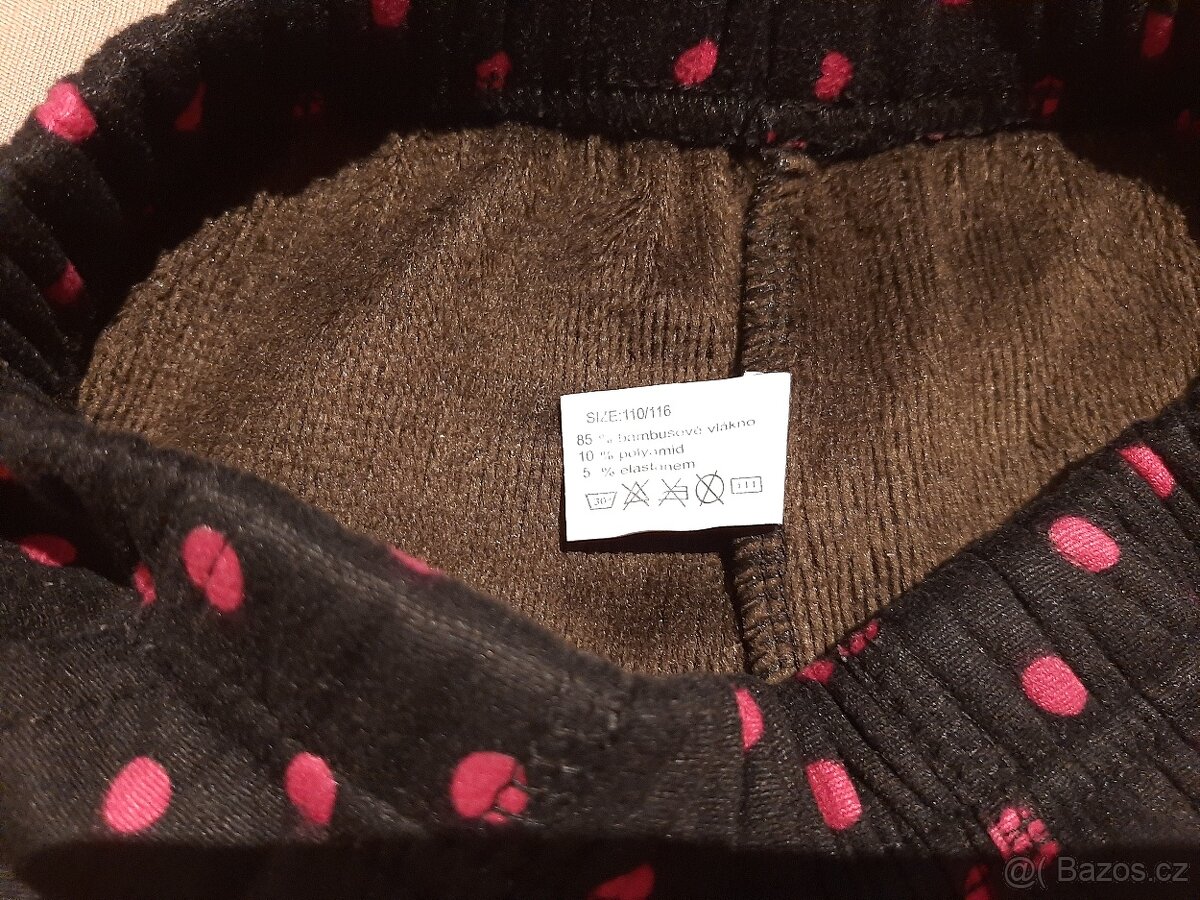 SIZE:110/116
85 % bambusové vlákno
10 % polyamid
5 % elastanem
30°
@( Bazos.cz